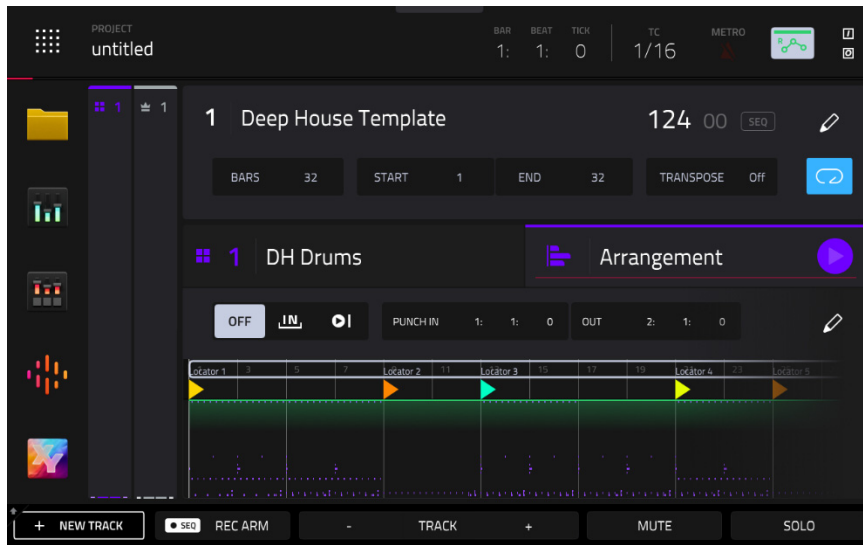 PROJECT
untitled
BAR BEAT TICK
1: 1: 0
TC
1/16
METRO
1
1
1 Deep House Template
124 00 SEQ
BARS 32 START 1 END 32 TRANSPOSE Off
1 DH Drums
Arrangement
OFF IN PUNCH IN 1: 1: 0 OUT 2: 1: 0
Locator 1 3 5 7 Locator 2 11 Locator 3 15 17 19 Locator 4 23 Locator 5
+ NEW TRACK SEQ REC ARM - TRACK + MUTE SOLO